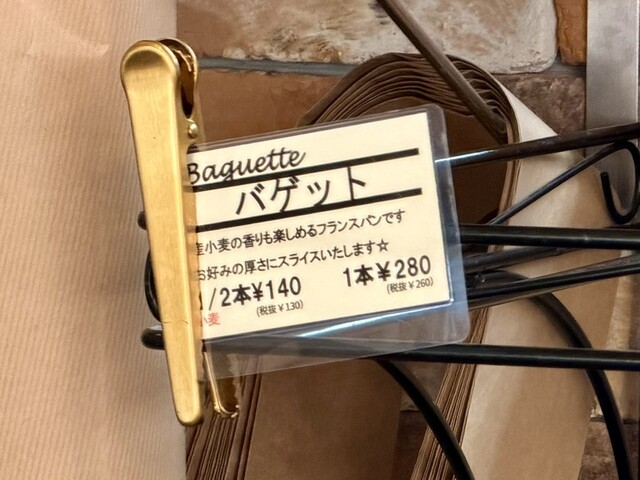 Baguette
バゲット
産小麦の香りも楽しめるフランスパンです
お好みの厚さにスライスいたします☆
1/2本¥140 1本¥280
(税抜¥130) (税抜¥260)
小麦